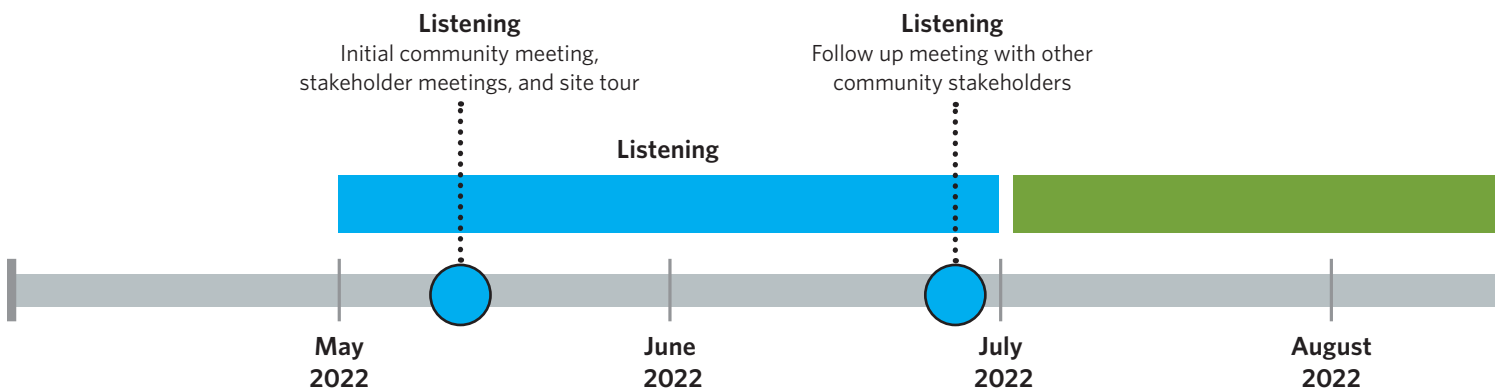 Listening
Initial community meeting,
stakeholder meetings, and site tour
Listening
Follow up meeting with other
community stakeholders
Listening
May
2022
June
2022
July
2022
August
2022